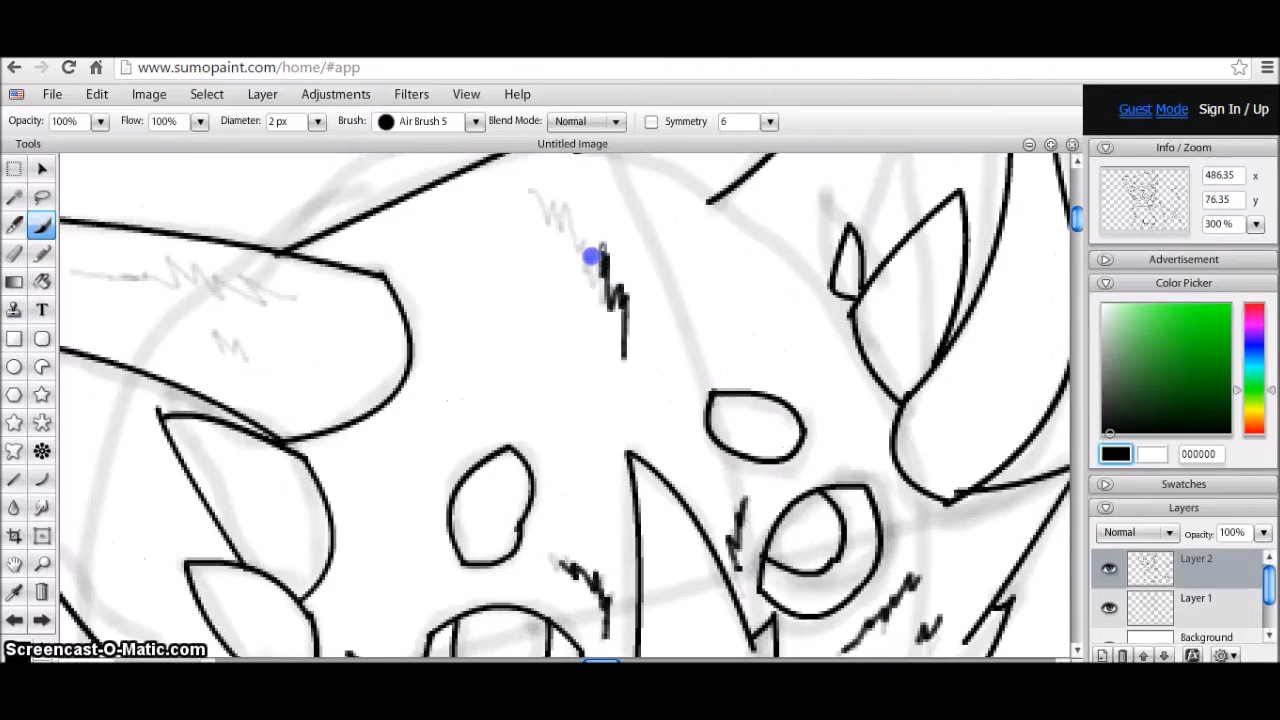 www.sumopaint.com/home/#app
File Edit Image Select Layer Adjustments Filters View Help
Guest Mode Sign In / Up
Opacity: 100% Flow: 100% Diameter: 2 px Brush: Air Brush 5 Blend Mode: Normal Symmetry 6
Tools Untitled Image
Info / Zoom
486.35 x
76.35 y
300 %
Advertisement
Color Picker
000000
Swatches
Layers
Normal Opacity: 100%
Layer 2
Layer 1
Background
T
Screencast-O-Matic.com